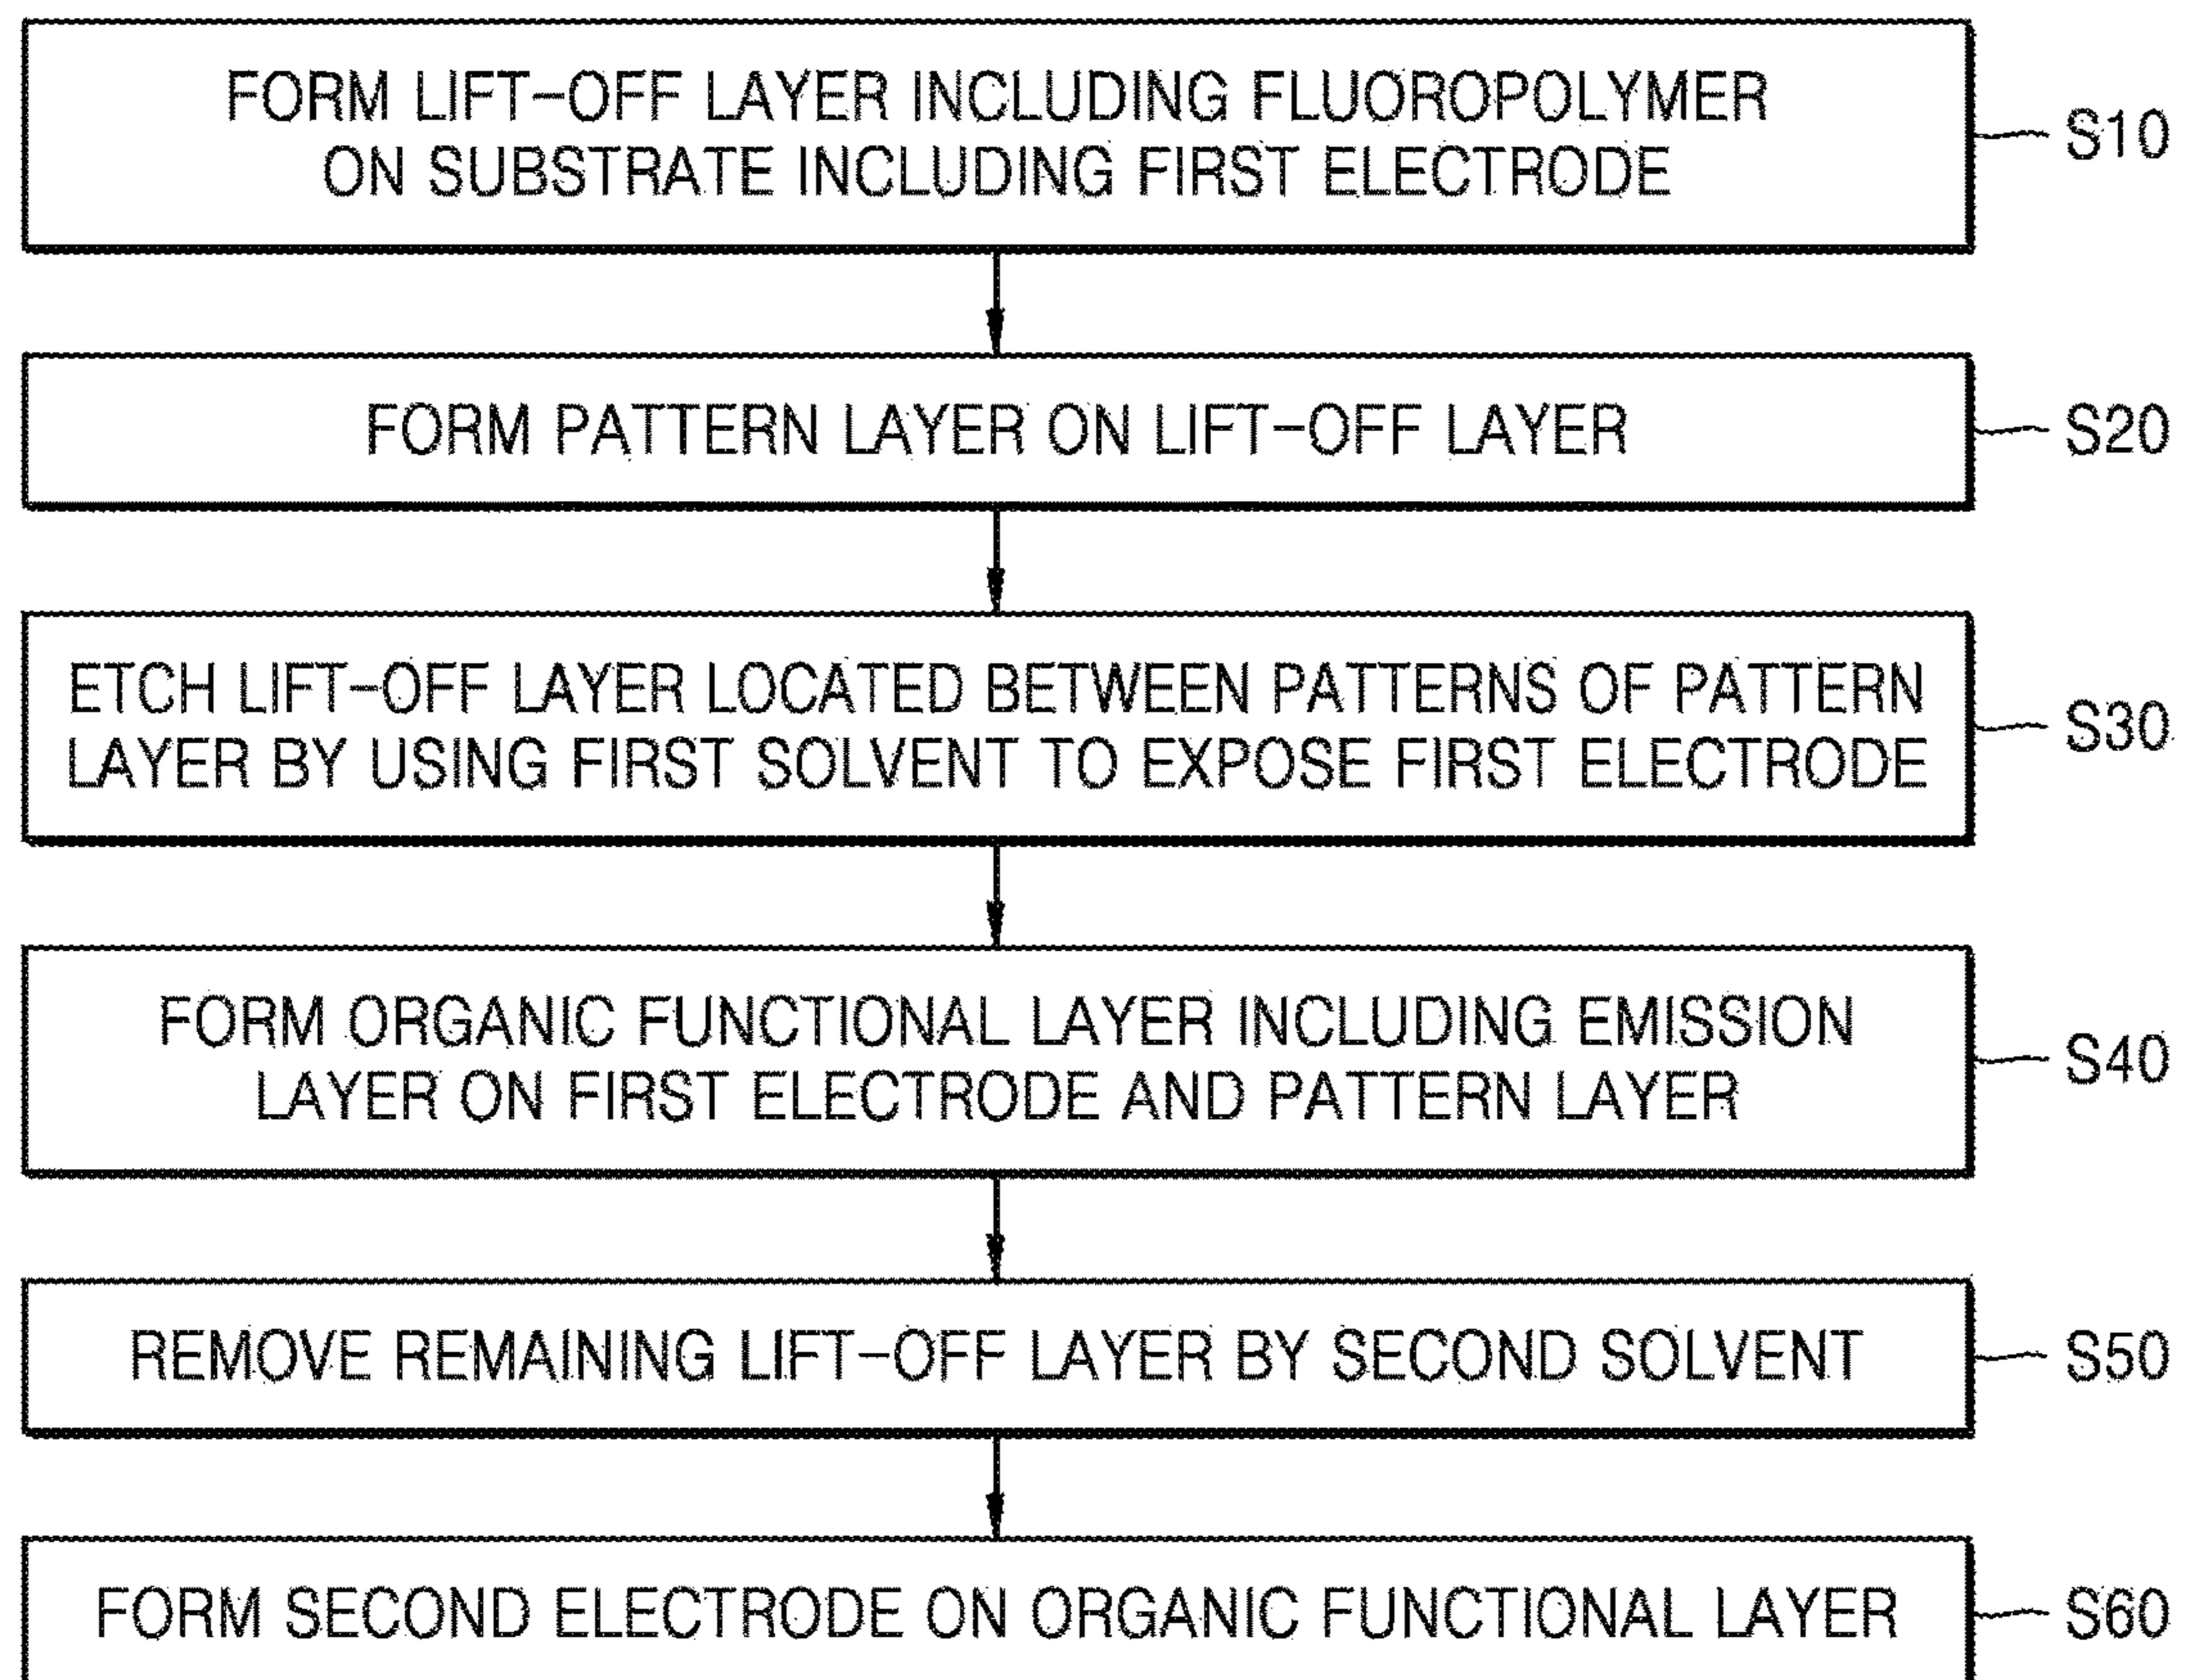 FORM LIFT-OFF LAYER INCLUDING FLUOROPOLYMER
ON SUBSTRATE INCLUDING FIRST ELECTRODE
S10
FORM PATTERN LAYER ON LIFT-OFF LAYER
S20
ETCH LIFT-OFF LAYER LOCATED BETWEEN PATTERNS OF PATTERN
LAYER BY USING FIRST SOLVENT TO EXPOSE FIRST ELECTRODE
S30
FORM ORGANIC FUNCTIONAL LAYER INCLUDING EMISSION
LAYER ON FIRST ELECTRODE AND PATTERN LAYER
S40
REMOVE REMAINING LIFT-OFF LAYER BY SECOND SOLVENT
S50
FORM SECOND ELECTRODE ON ORGANIC FUNCTIONAL LAYER
S60